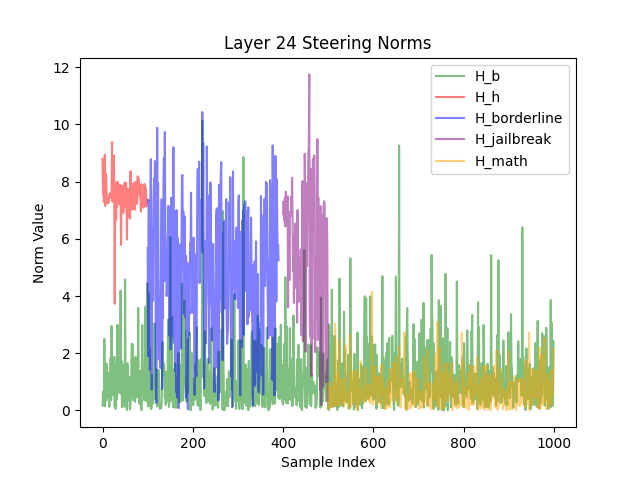 Layer 24 Steering Norms
12
10
8
6
4
2
0
Norm Value
H_b
H_h
H_borderline
H_jailbreak
H_math
0
200
400
600
800
1000
Sample Index